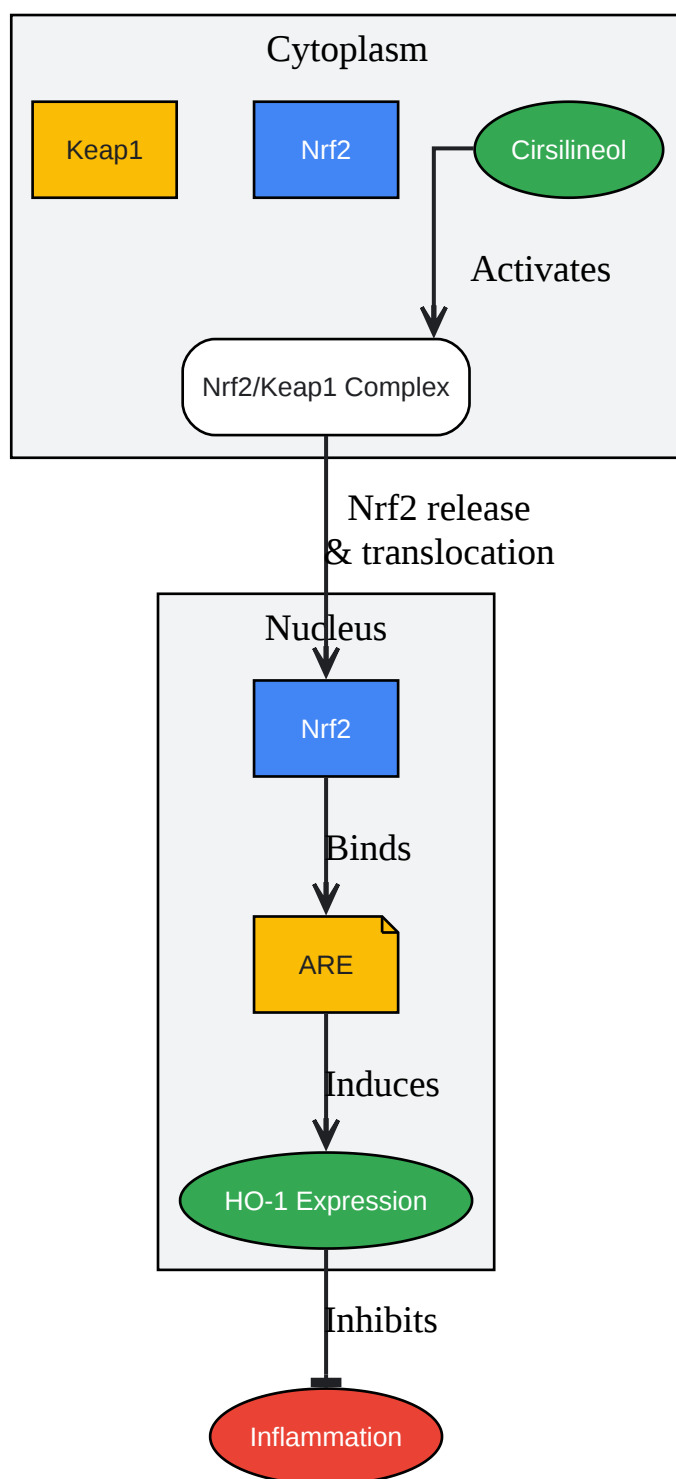 Cytoplasm
Keap1
Nrf2
Cirsilineol
Activates
Nrf2/Keap1 Complex
Nrf2 release
& translocation
Nucleus
Nrf2
Binds
ARE
Induces
HO-1 Expression
Inhibits
Inflammation